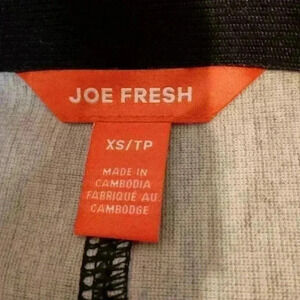 JOE FRESH
XS/TP
MADE IN
CAMBODIA
FABRIQUÉ AU
CAMBODGE